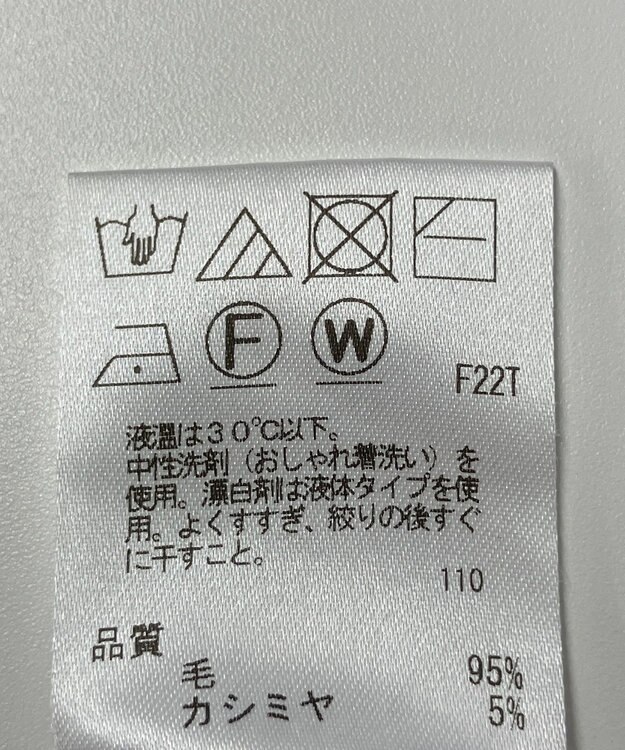 F W F22T
液温は30℃以下。
中性洗剤（おしゃれ着洗い）を
使用。漂白剤は液体タイプを使
用。よくすすぎ、絞りの後すぐ
に干すこと。
110
品質
毛 95%
カシミヤ 5%